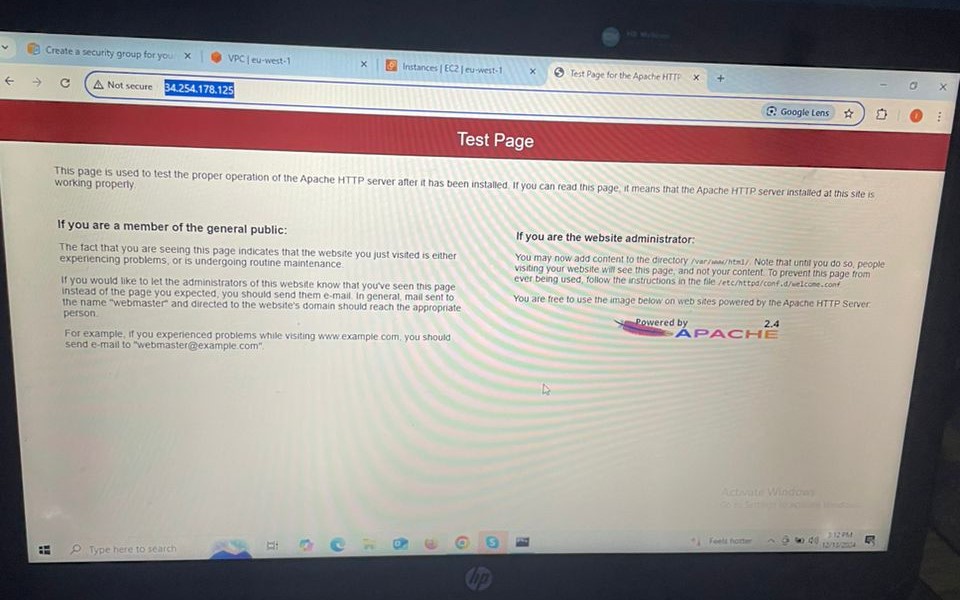 Create a security group for you
VPC | eu-west-1
Instances | EC2 | eu-west-1
Test Page for the Apache HTTP
Not secure
34.254.178.125
Google Lens
Test Page
This page is used to test the proper operation of the Apache HTTP server after it has been installed. If you can read this page, it means that the Apache HTTP server installed at this site is
working properly.
If you are a member of the general public:
The fact that you are seeing this page indicates that the website you just visited is either
experiencing problems, or is undergoing routine maintenance.
If you would like to let the administrators of this website know that you've seen this page
instead of the page you expected, you should send them e-mail. In general, mail sent to
the name "webmaster" and directed to the website's domain should reach the appropriate
person.
For example, if you experienced problems while visiting www.example.com, you should
send e-mail to "webmaster@example.com".
If you are the website administrator:
You may now add content to the directory /var/www/html/. Note that until you do so, people
visiting your website will see this page, and not your content. To prevent this page from
ever being used, follow the instructions in the file /etc/httpd/conf.d/welcome.conf
You are free to use the image below on web sites powered by the Apache HTTP Server:
Powered by
2.4
APACHE
Activate Windows
Go to Settings to activate Windows.
Type here to search
Feels hotter
3:12 PM
12/13/2024
hp